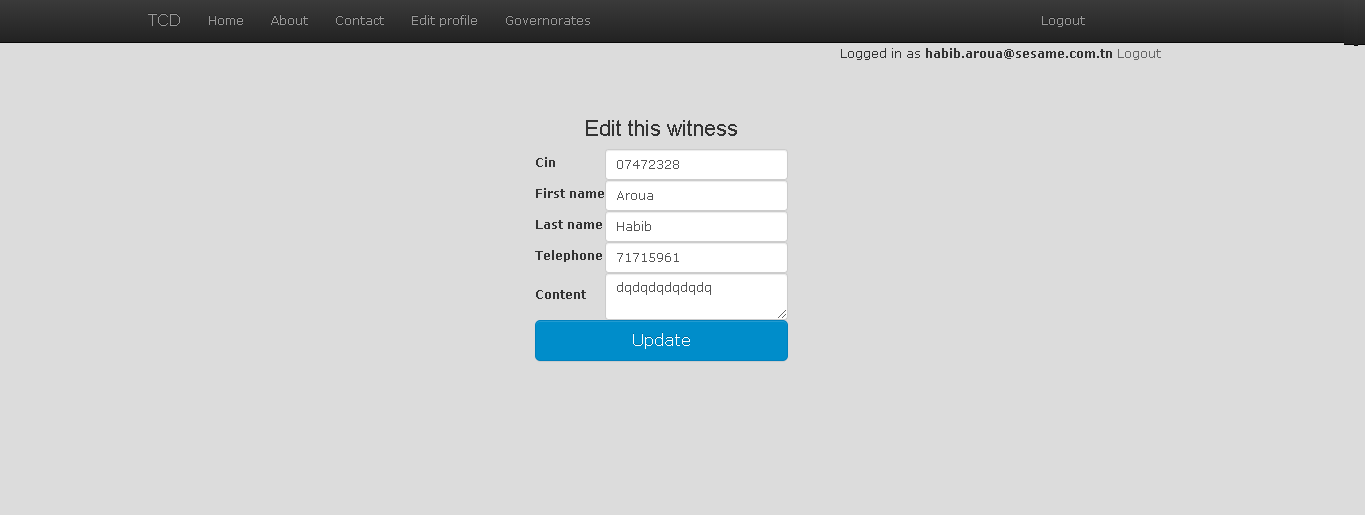 TCD Home About Contact Edit profile Governorates Logout
Logged in as habib.aroua@sesame.com.tn Logout
Edit this witness
Cin 07472328
First name Aroua
Last name Habib
Telephone 71715961
Content dqdqdqdqdqdq
Update